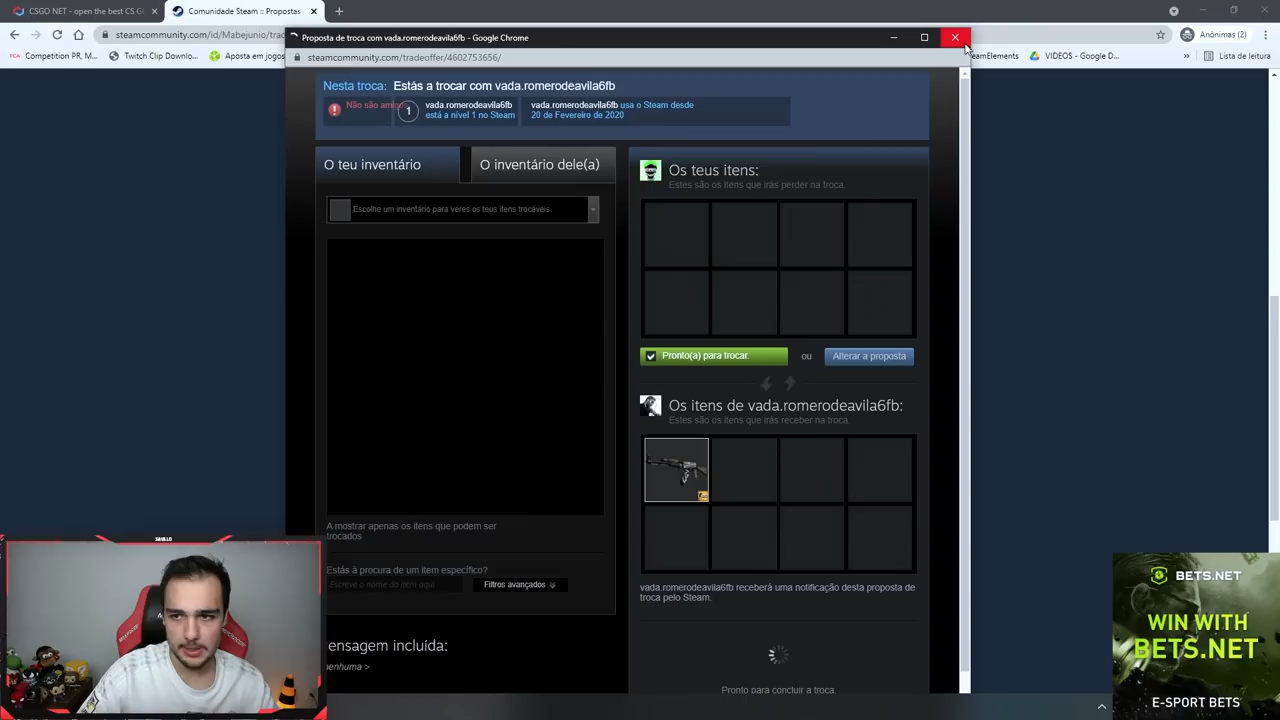 CSGO NET - open the best CS G
Comunidade Steam :: Propostas
steamcommunity.com/id/Mabejunio/trad
Anônimas (2)
Competition PR, M...
Twitch Clip Downlo...
Aposta em jogos
eamElements
VIDEOS - Google D...
Lista de leitura
Proposta de troca com vada.romerodeavila6fb - Google Chrome
steamcommunity.com/tradeoffer/4602753656/
Nesta troca: Estás a trocar com vada.romerodeavila6fb
Não são amig
1
vada.romerodeavila6fb
está a nível 1 no Steam
vada.romerodeavila6fb usa o Steam desde
20 de Fevereiro de 2020
O teu inventário
O inventário dele(a)
Escolhe um inventário para veres os teus itens trocáveis.
A mostrar apenas os itens que podem ser
trocados
Estás à procura de um item específico?
Escreve o nome do item aqui
Filtros avançados
ensagem incluída:
enhuma >
Os teus itens:
Estes são os itens que irás perder na troca.
Pronto(a) para trocar.
ou
Alterar a proposta
Os itens de vada.romerodeavila6fb:
Estes são os itens que irás receber na troca.
vada.romerodeavila6fb receberá uma notificação desta proposta de
troca pelo Steam.
Pronto para concluir a troca.
SAULLO
BETS.NET
WIN WITH
BETS.NET
E-SPORT BETS